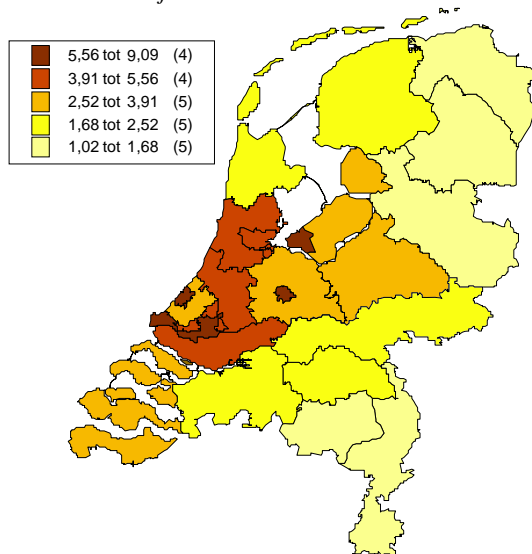 5,56 tot 9,09 (4)
3,91 tot 5,56 (4)
2,52 tot 3,91 (5)
1,68 tot 2,52 (5)
1,02 tot 1,68 (5)